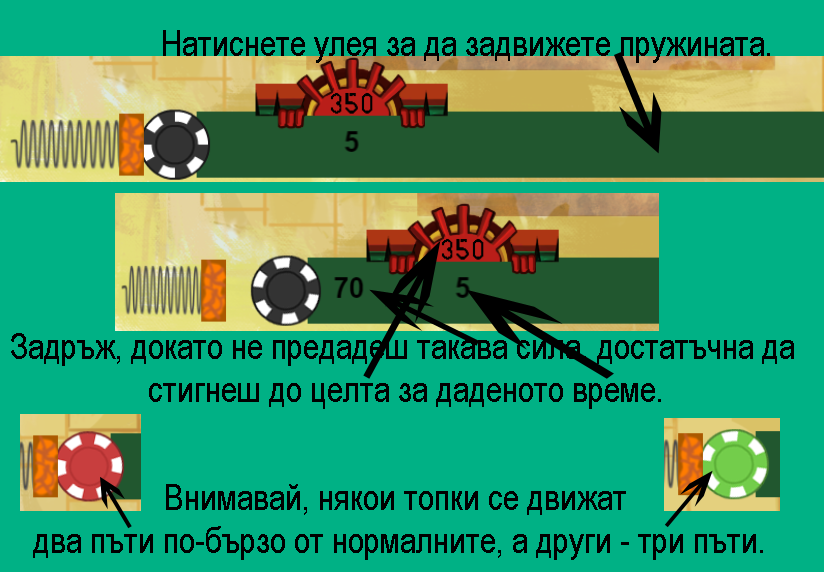 Натиснете улея за да задвижете пружината.
350
5
350
70 5
Задръж, докато не предадеш такава сила, достатъчна да
стигнеш до целта за даденото време.
Внимавай, някои топки се движат
два пъти по-бързо от нормалните, а други - три пъти.